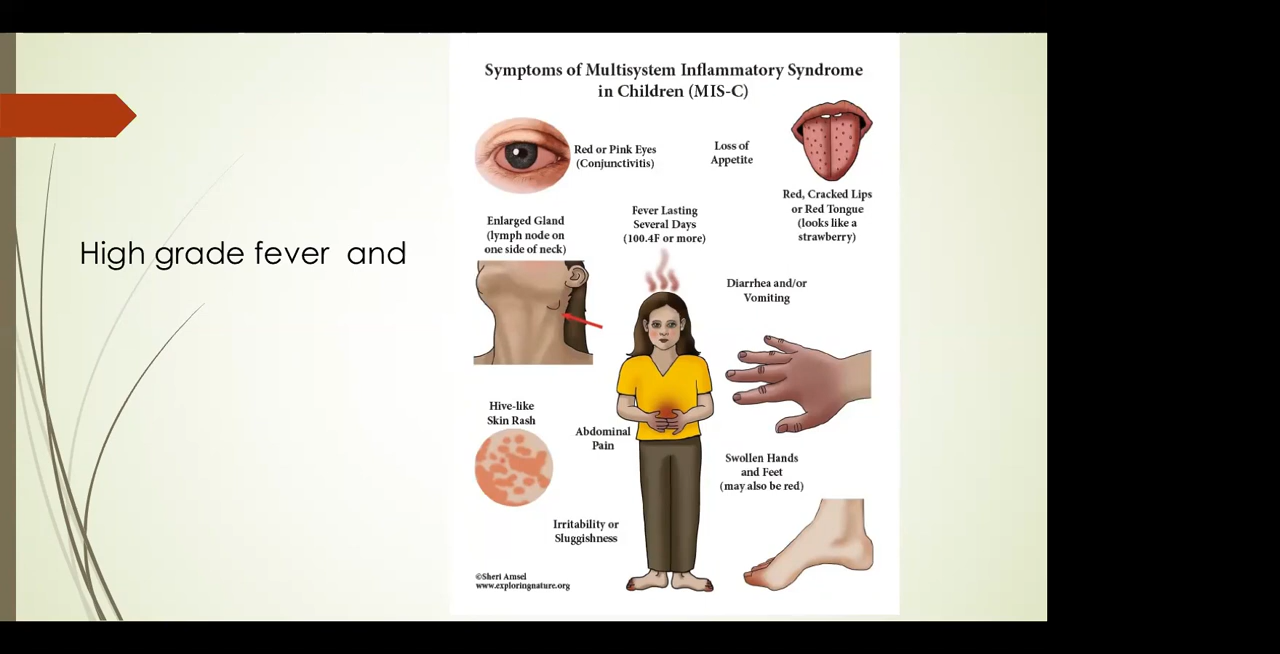 Symptoms of Multisystem Inflammatory Syndrome
in Children (MIS-C)
Red or Pink Eyes
(Conjunctivitis)
Loss of
Appetite
Red, Cracked Lips
or Red Tongue
(looks like a
strawberry)
Enlarged Gland
(lymph node on
one side of neck)
Fever Lasting
Several Days
(100.4F or more)
High grade fever and
Diarrhea and/or
Vomiting
Hive-like
Skin Rash
Abdominal
Pain
Swollen Hands
and Feet
(may also be red)
Irritability or
Sluggishness
©Sheri Amsel
www.exploringnature.org